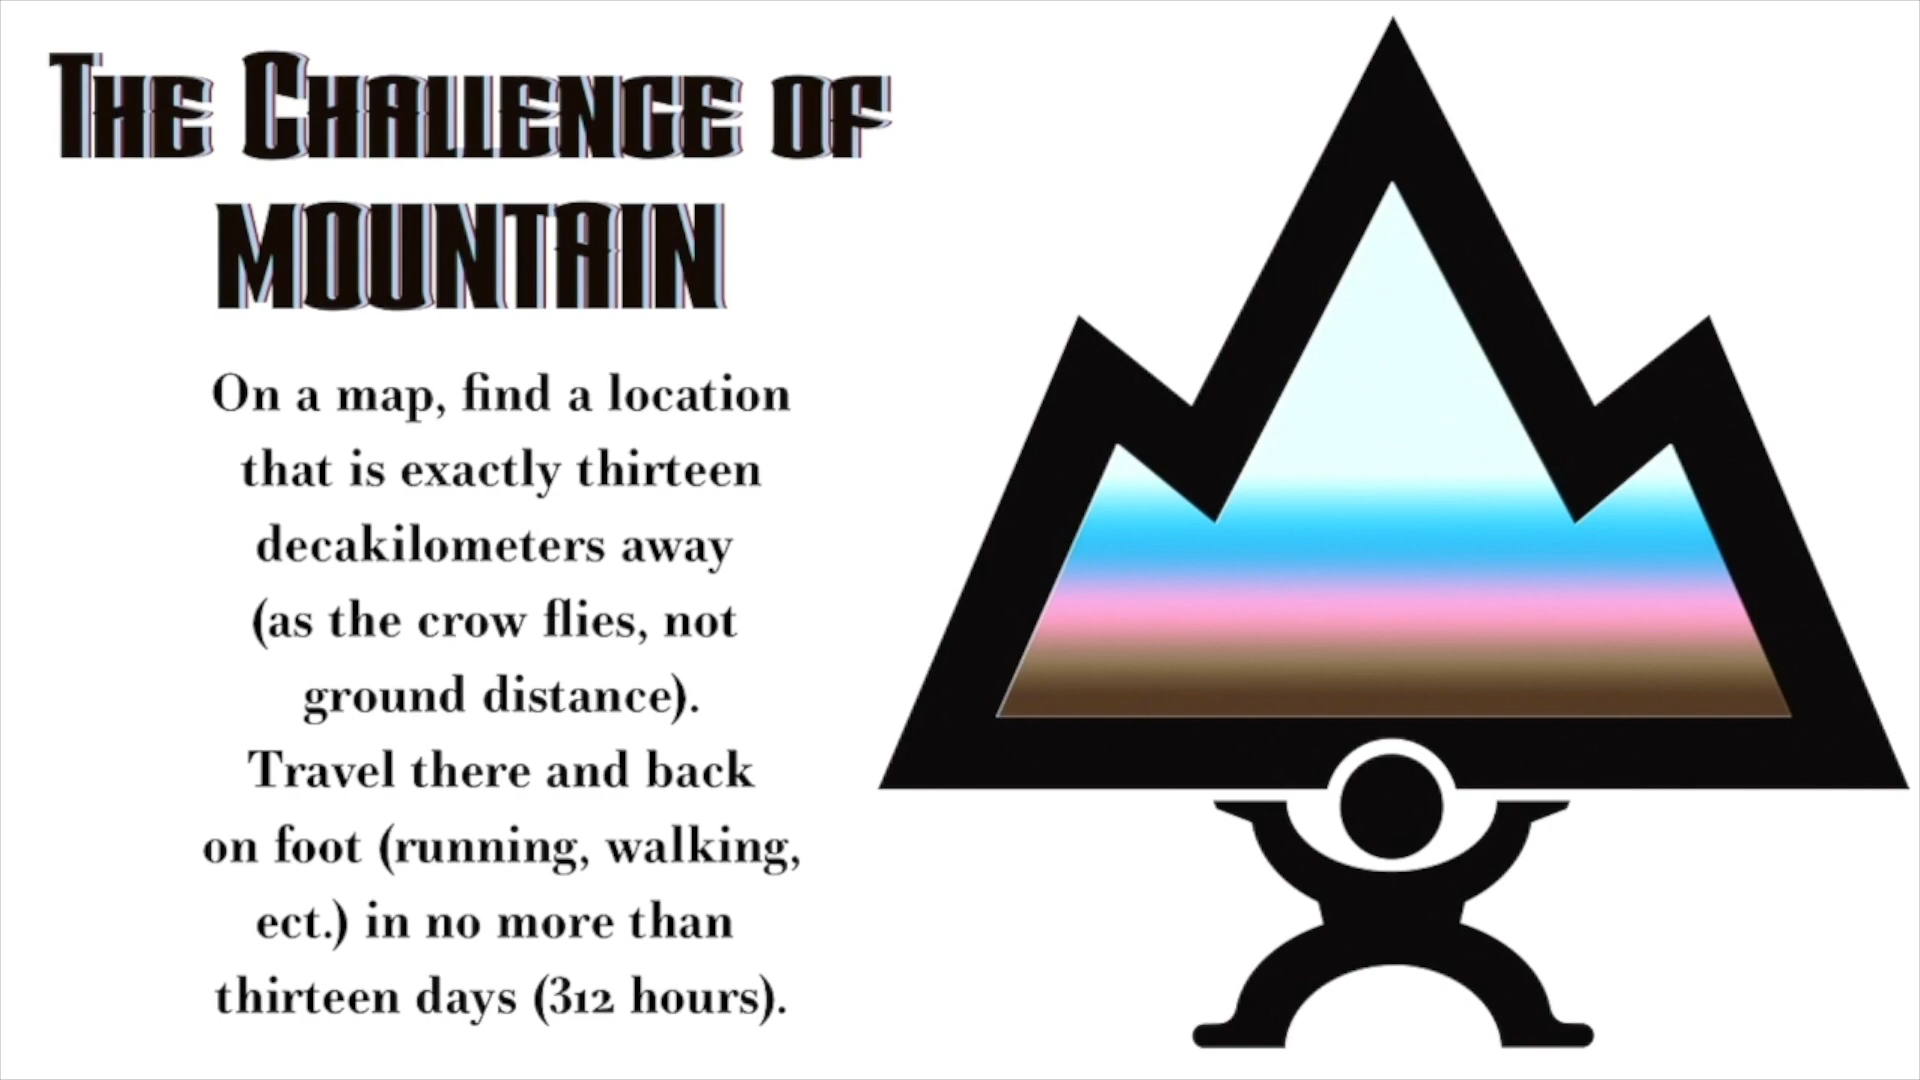 The Challenge of
MOUNTAIN
On a map, find a location
that is exactly thirteen
decakilometers away
(as the crow flies, not
ground distance).
Travel there and back
on foot (running, walking,
ect.) in no more than
thirteen days (312 hours).